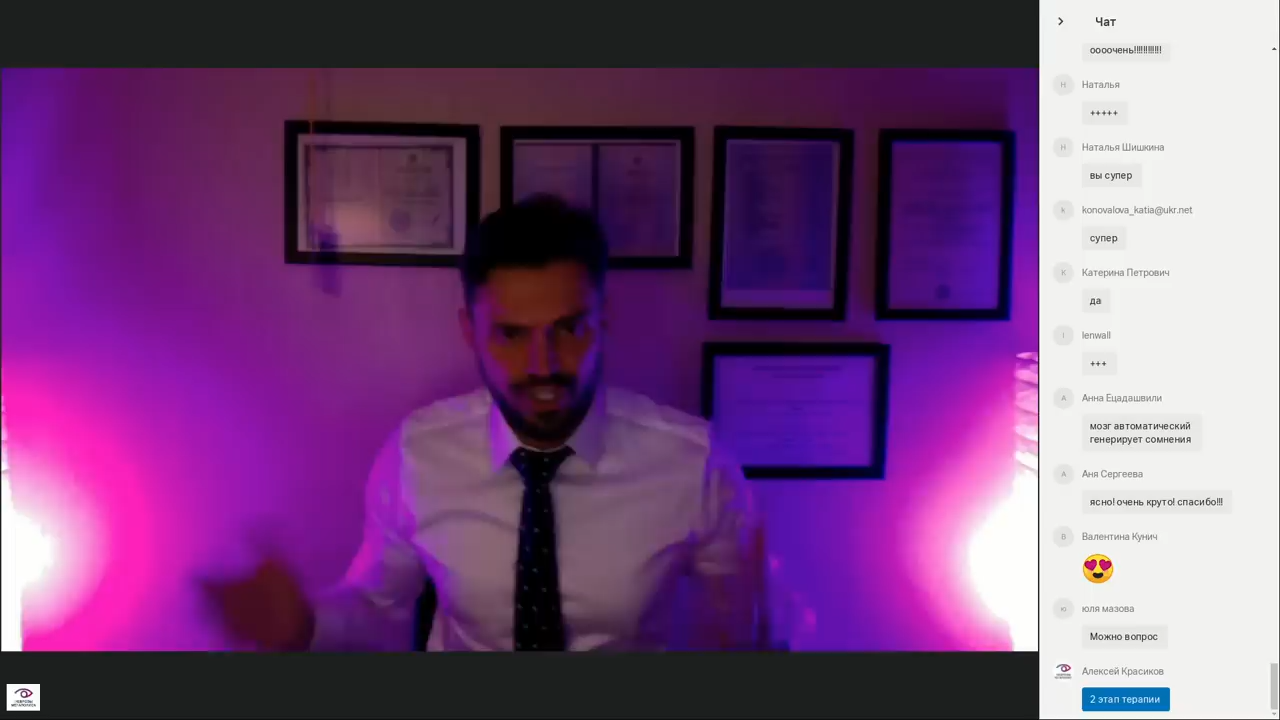 Чат
оооочень!!!!!!!!!!!!
Н Наталья
+++++
Н Наталья Шишкина
вы супер
k konovalova_katia@ukr.net
супер
К Катерина Петрович
да
l lenwall
+++
А Анна Ецадашвили
мозг автоматический
генерирует сомнения
А Аня Сергеева
ясно! очень круто! спасибо!!!
В Валентина Кунич
ю юля мазова
Можно вопрос
Алексей Красиков
2 этап терапии